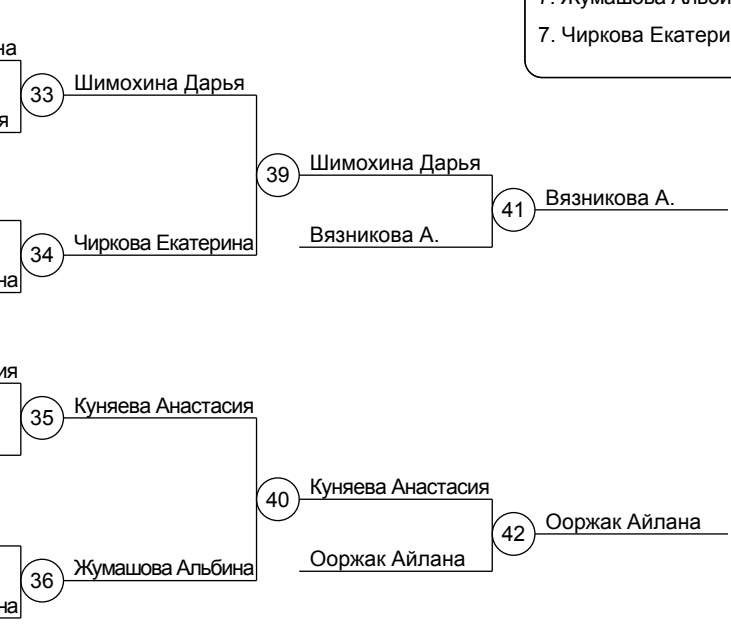 7. Чиркова Екатери
33
Шимохина Дарья
39
Шимохина Дарья
41
Вязникова А.
Вязникова А.
34
Чиркова Екатерина
35
Куняева Анастасия
40
Куняева Анастасия
42
Ооржак Айлана
Ооржак Айлана
36
Жумашова Альбина